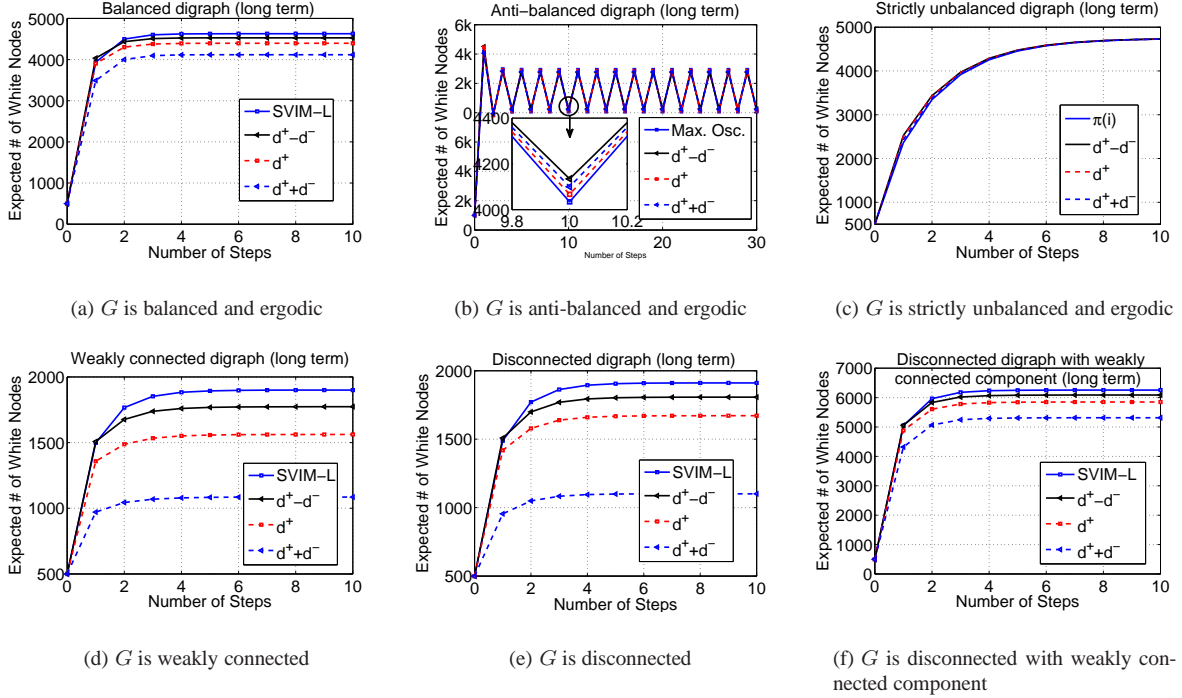 Balanced digraph (long term)
Expected # of White Nodes
5000
4000
3000
2000
1000
0
SVIM−L
d⁺−d⁻
d⁺
d⁺+d⁻
0 2 4 6 8 10
Number of Steps
(a) G is balanced and ergodic
Anti-balanced digraph (long term)
Expected # of White Nodes
6k
4k
2k
0
2k
4k
6k
2k
0
4400
4200
4000
9.8 10 10.2
Max. Osc.
d⁺−d⁻
d⁺
d⁺+d⁻
0 10 20 30
Number of Steps
(b) G is anti-balanced and ergodic
Strictly unbalanced digraph (long term)
Expected # of White Nodes
5000
4000
3000
2000
1000
500
π(i)
d⁺−d⁻
d⁺
d⁺+d⁻
0 2 4 6 8 10
Number of Steps
(c) G is strictly unbalanced and ergodic
Weakly connected digraph (long term)
Expected # of White Nodes
2000
1500
1000
500
SVIM−L
d⁺−d⁻
d⁺
d⁺+d⁻
0 2 4 6 8 10
Number of Steps
(d) G is weakly connected
Disconnected digraph (long term)
Expected # of White Nodes
2000
1500
1000
500
SVIM−L
d⁺−d⁻
d⁺
d⁺+d⁻
0 2 4 6 8 10
Number of Steps
(e) G is disconnected
Disconnected digraph with weakly
connected component (long term)
Expected # of White Nodes
7000
6000
5000
4000
3000
2000
1000
0
SVIM−L
d⁺−d⁻
d⁺
d⁺+d⁻
0 2 4 6 8 10
Number of Steps
(f) G is disconnected with weakly con-
nected component